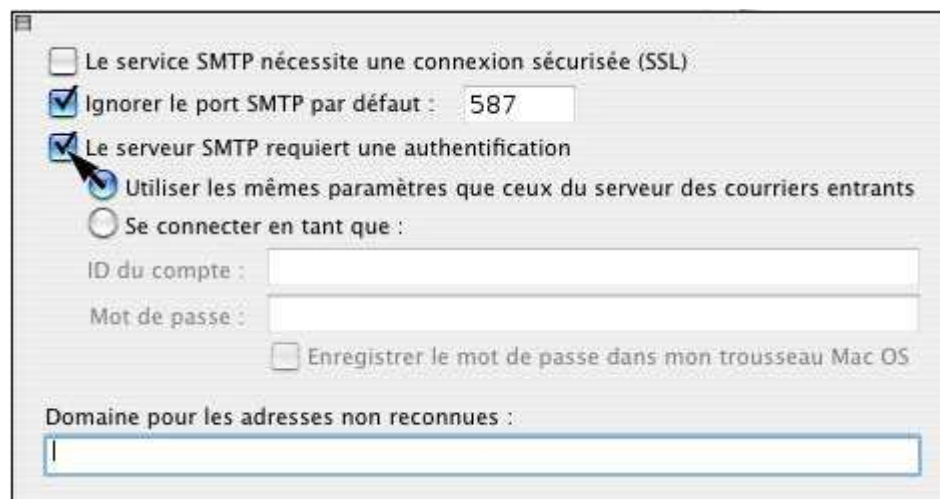 Le service SMTP nécessite une connexion sécurisée (SSL)
Ignorer le port SMTP par défaut : 587
Le serveur SMTP requiert une authentification
Utiliser les mêmes paramètres que ceux du serveur des courriers entrants
Se connecter en tant que :
ID du compte :
Mot de passe :
Enregistrer le mot de passe dans mon trousseau Mac OS
Domaine pour les adresses non reconnues :